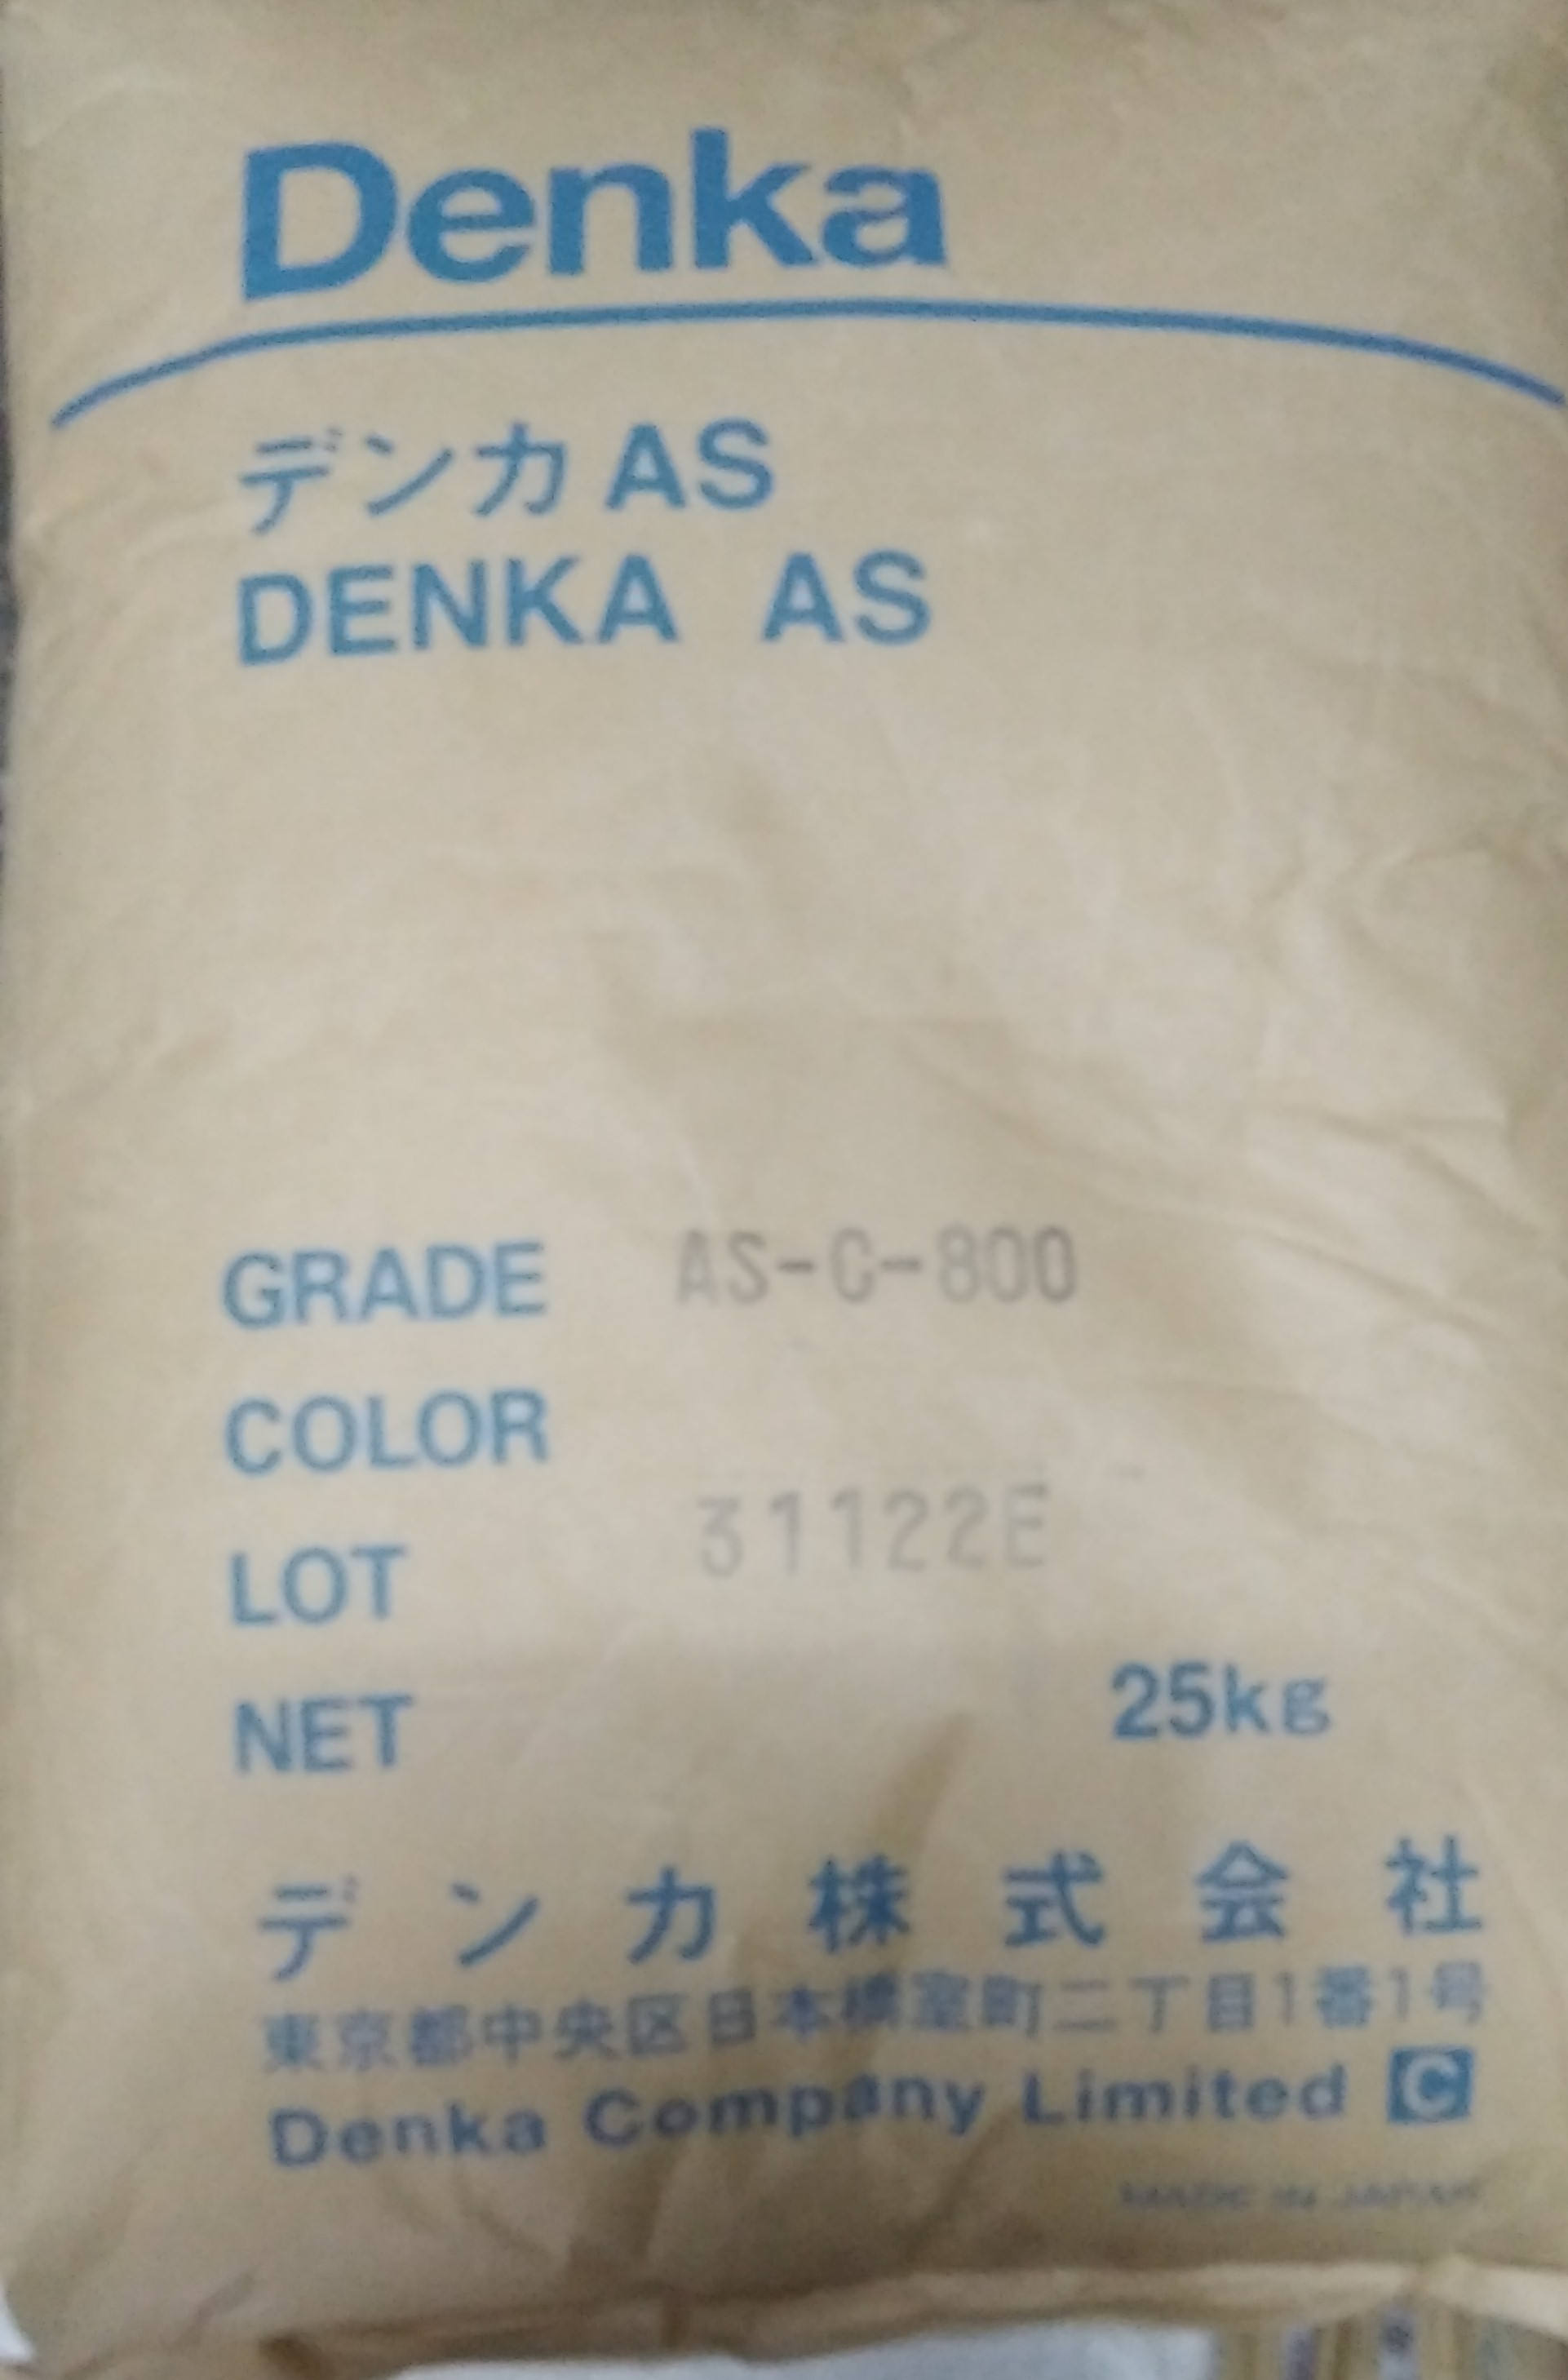 Denka
デンカ AS
DENKA AS
GRADE AS-C-800
COLOR
LOT 31122E
NET 25kg
デンカ株式会社
東京都中央区日本橋室町二丁目1番1号
Denka Company Limited C
MADE IN JAPAN